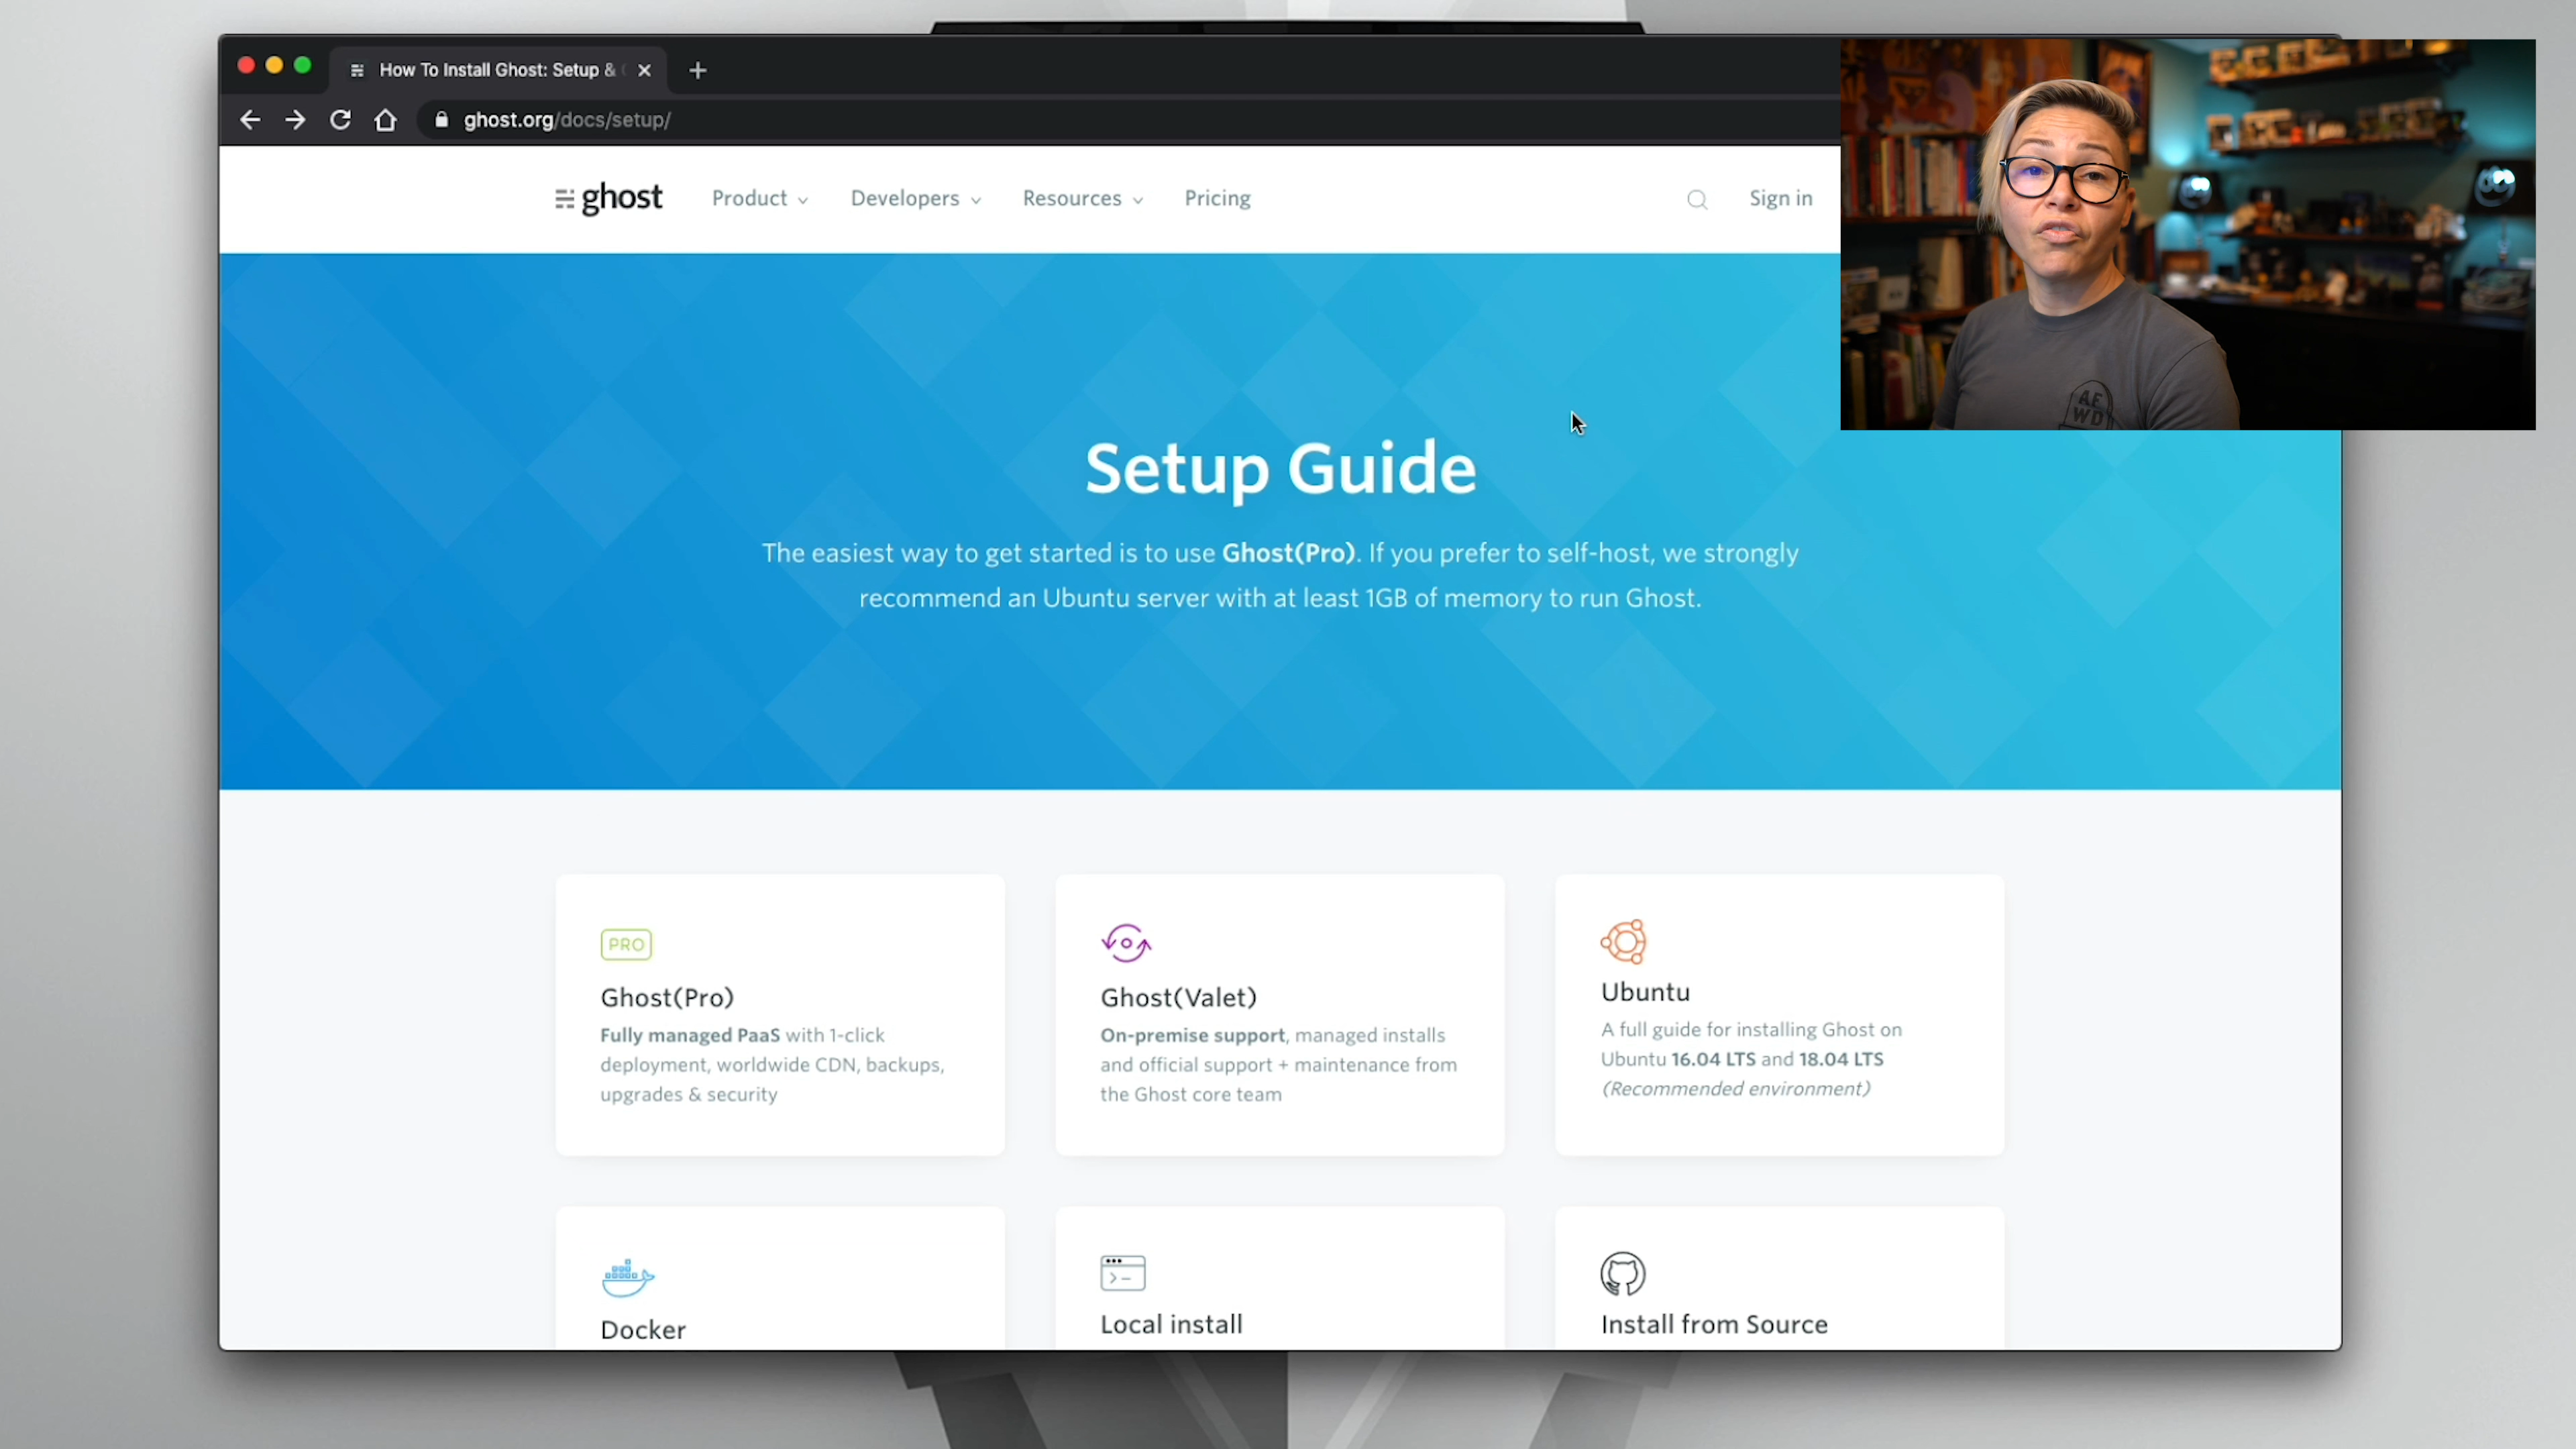 How To Install Ghost: Setup &
ghost.org/docs/setup/
ghost
Product
Developers
Resources
Pricing
Sign in
AE
WD
Setup Guide
The easiest way to get started is to use Ghost(Pro). If you prefer to self-host, we strongly
recommend an Ubuntu server with at least 1GB of memory to run Ghost.
PRO
Ghost(Pro)
Fully managed PaaS with 1-click
deployment, worldwide CDN, backups,
upgrades & security
Ghost(Valet)
On-premise support, managed installs
and official support + maintenance from
the Ghost core team
Ubuntu
A full guide for installing Ghost on
Ubuntu 16.04 LTS and 18.04 LTS
(Recommended environment)
Docker
Local install
Install from Source